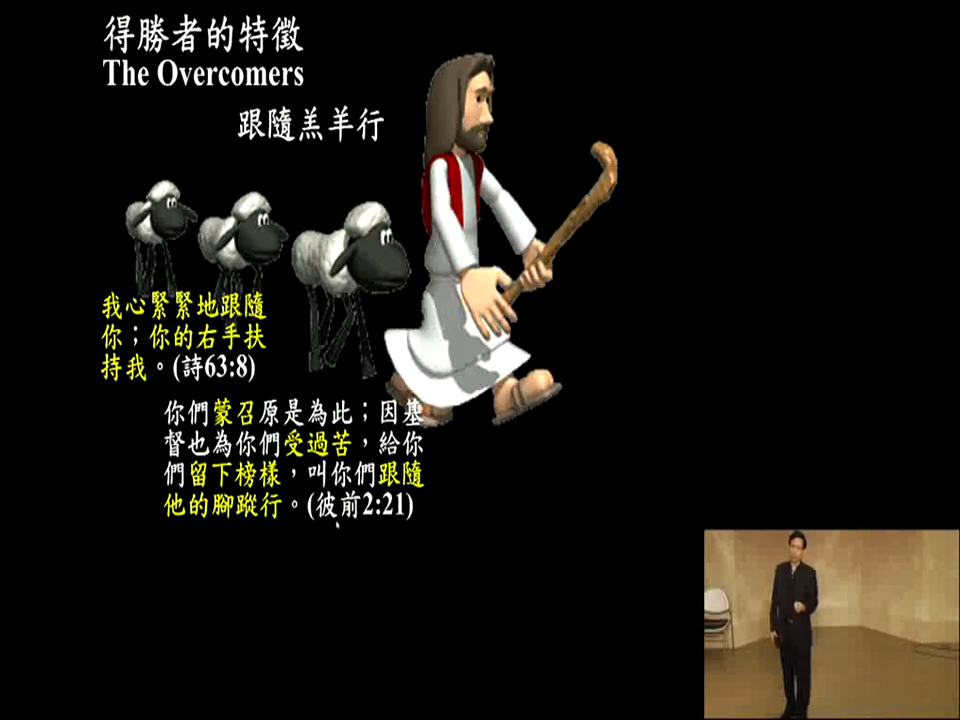 得勝者的特徵
The Overcomers
跟隨羔羊行
我心緊緊地跟隨
你；你的右手扶
持我。(詩63:8)
你們蒙召原是為此；因基
督也為你們受過苦，給你
們留下榜樣，叫你們跟隨
他的腳蹤行。(彼前2:21)